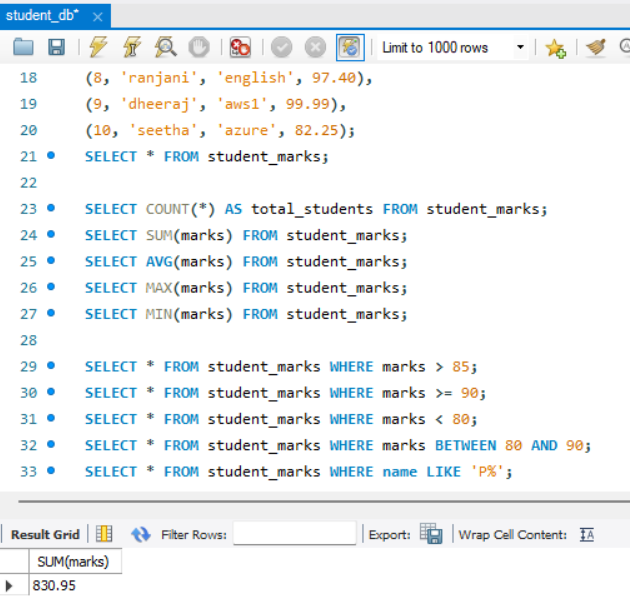 student_db*
Limit to 1000 rows
18 (8, 'ranjani', 'english', 97.40),
19 (9, 'dheeraj', 'aws1', 99.99),
20 (10, 'seetha', 'azure', 82.25);
21 SELECT * FROM student_marks;
22
23 SELECT COUNT(*) AS total_students FROM student_marks;
24 SELECT SUM(marks) FROM student_marks;
25 SELECT AVG(marks) FROM student_marks;
26 SELECT MAX(marks) FROM student_marks;
27 SELECT MIN(marks) FROM student_marks;
28
29 SELECT * FROM student_marks WHERE marks > 85;
30 SELECT * FROM student_marks WHERE marks >= 90;
31 SELECT * FROM student_marks WHERE marks < 80;
32 SELECT * FROM student_marks WHERE marks BETWEEN 80 AND 90;
33 SELECT * FROM student_marks WHERE name LIKE 'P%';
Result Grid Filter Rows: Export: Wrap Cell Content:
SUM(marks)
830.95